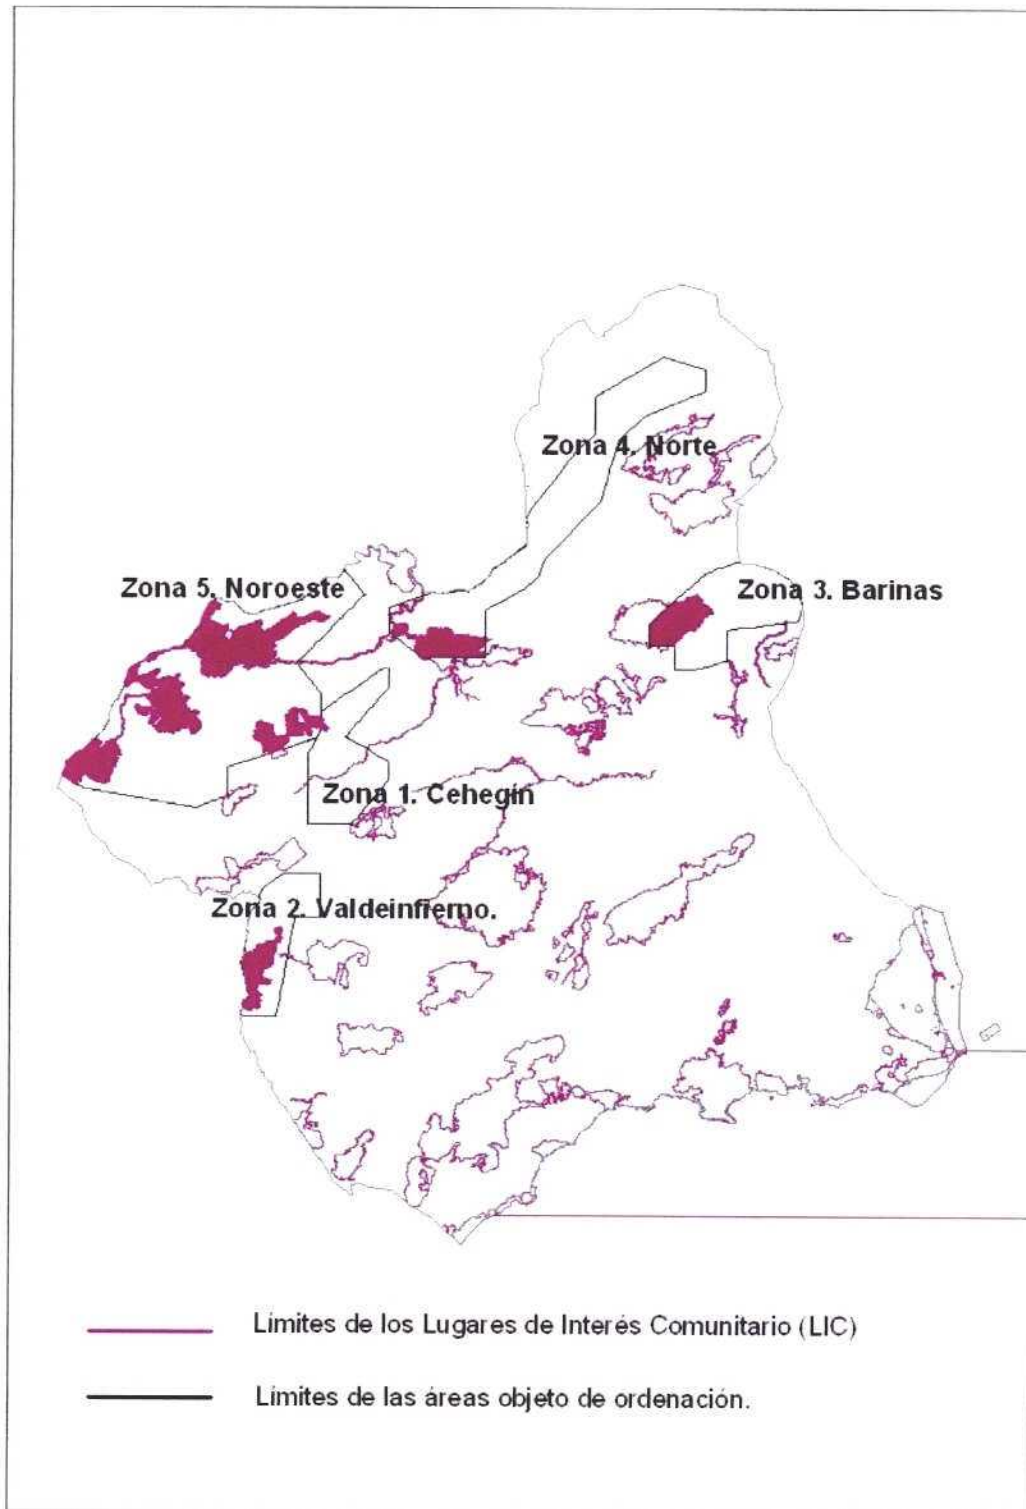 Zona 4. Norte
Zona 5. Noroeste
Zona 3. Barinas
Zona 1. Cehegín
Zona 2. Valdeinfierno.
Límites de los Lugares de Interés Comunitario (LIC)
Límites de las áreas objeto de ordenación.